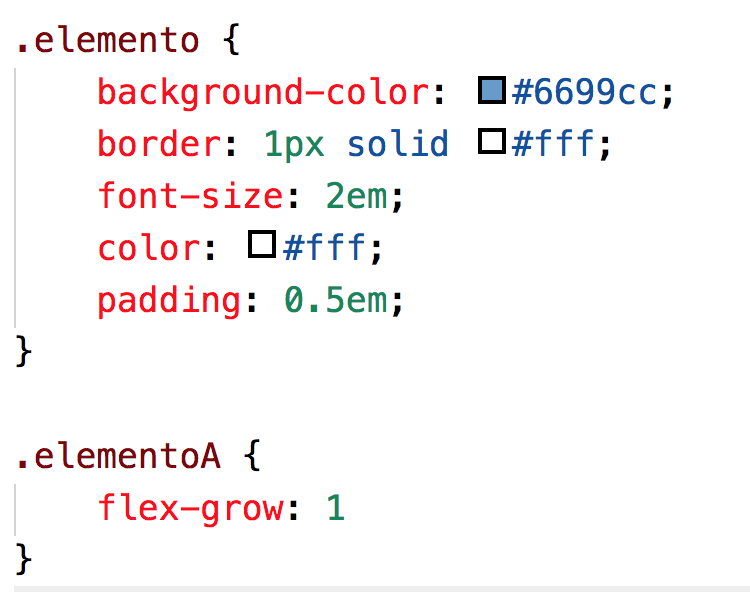 .elemento {
background-color: #6699cc;
border: 1px solid #fff;
font-size: 2em;
color: #fff;
padding: 0.5em;
}
.elementoA {
flex-grow: 1
}